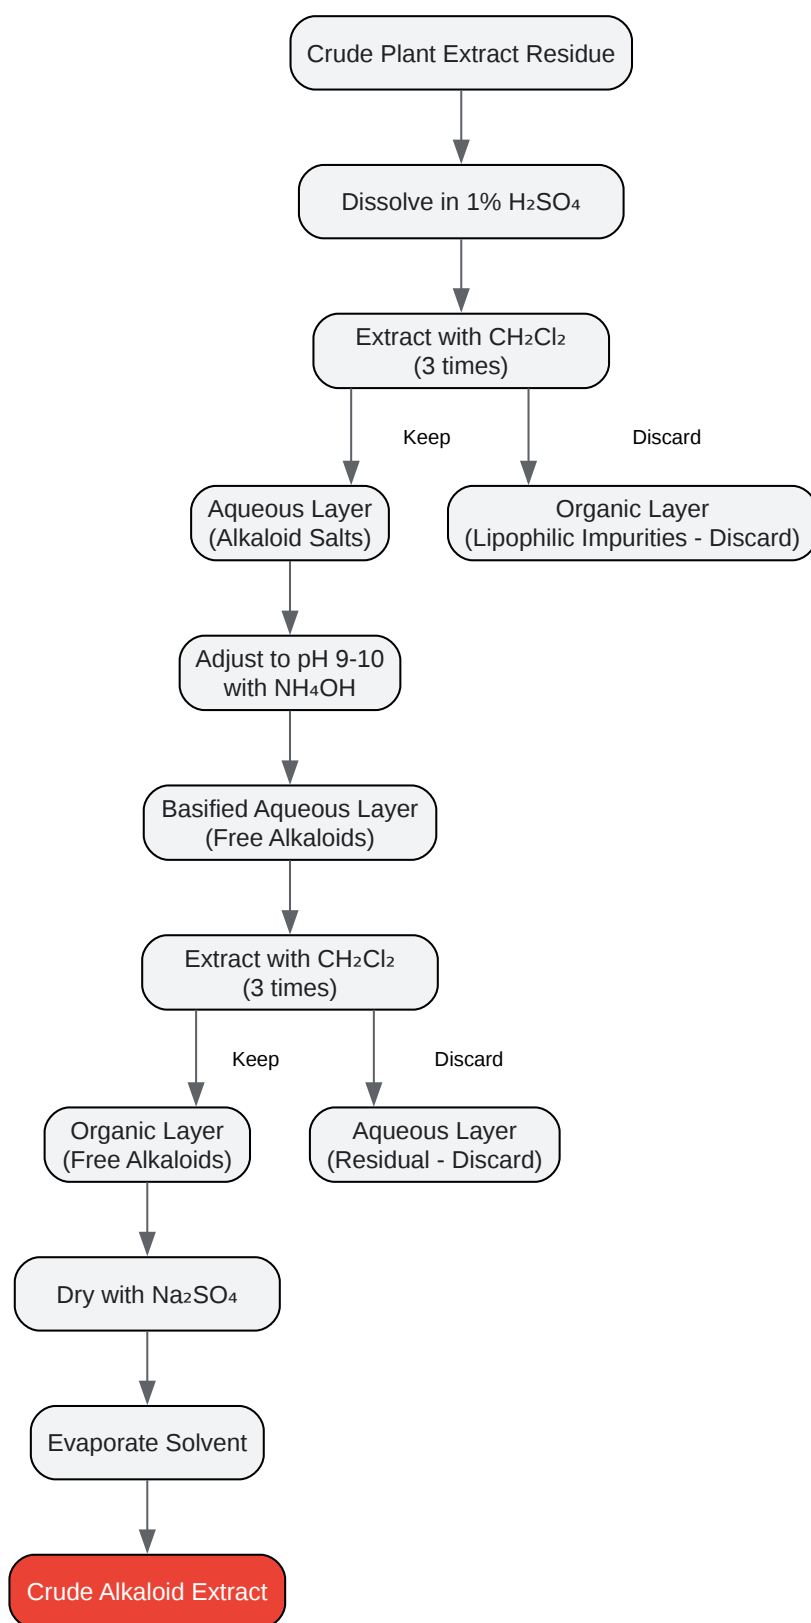 Crude Plant Extract Residue
Dissolve in 1% H₂SO₄
Extract with CH₂Cl₂
(3 times)
Keep
Discard
Aqueous Layer
(Alkaloid Salts)
Organic Layer
(Lipophilic Impurities - Discard)
Adjust to pH 9-10
with NH₄OH
Basified Aqueous Layer
(Free Alkaloids)
Extract with CH₂Cl₂
(3 times)
Keep
Discard
Organic Layer
(Free Alkaloids)
Aqueous Layer
(Residual - Discard)
Dry with Na₂SO₄
Evaporate Solvent
Crude Alkaloid Extract